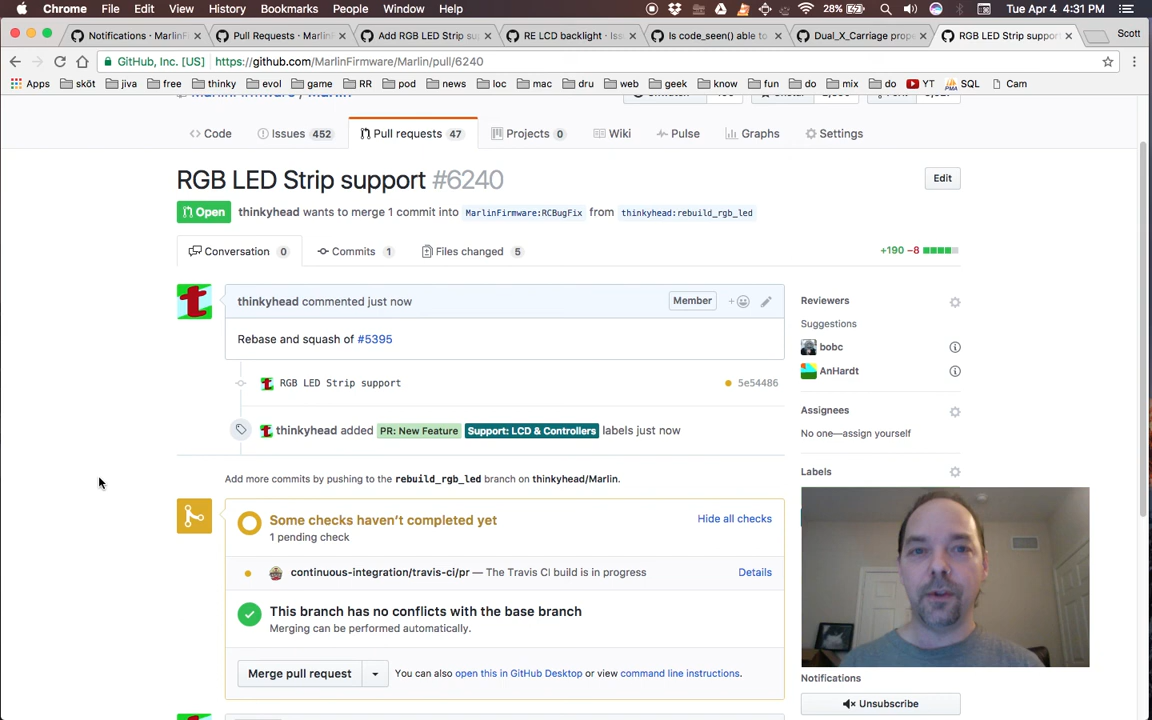 Chrome File Edit View History Bookmarks People Window Help 28% Tue Apr 4 4:31 PM
Notifications · MarlinF Pull Requests · MarlinF Add RGB LED Strip su RE LCD backlight · Iss Is code_seen() able to Dual_X_Carriage prop RGB LED Strip support Scott
GitHub, Inc. [US] https://github.com/MarlinFirmware/Marlin/pull/6240
Apps sköt jiva free thinky evol game RR pod news loc mac dru web geek know fun do mix do YT SQL Cam
Code Issues 452 Pull requests 47 Projects 0 Wiki Pulse Graphs Settings
RGB LED Strip support #6240 Edit
Open thinkyhead wants to merge 1 commit into MarlinFirmware:RCBugFix from thinkyhead:rebuild_rgb_led
Conversation 0 Commits 1 Files changed 5 +190 −8
thinkyhead commented just now Member
Rebase and squash of #5395
RGB LED Strip support 5e54486
thinkyhead added PR: New Feature Support: LCD & Controllers labels just now
Add more commits by pushing to the rebuild_rgb_led branch on thinkyhead/Marlin.
Some checks haven’t completed yet Hide all checks
1 pending check
continuous-integration/travis-ci/pr — The Travis CI build is in progress Details
This branch has no conflicts with the base branch
Merging can be performed automatically.
Merge pull request You can also open this in GitHub Desktop or view command line instructions.
Reviewers
Suggestions
bobc
AnHardt
Assignees
No one—assign yourself
Labels
Notifications
Unsubscribe